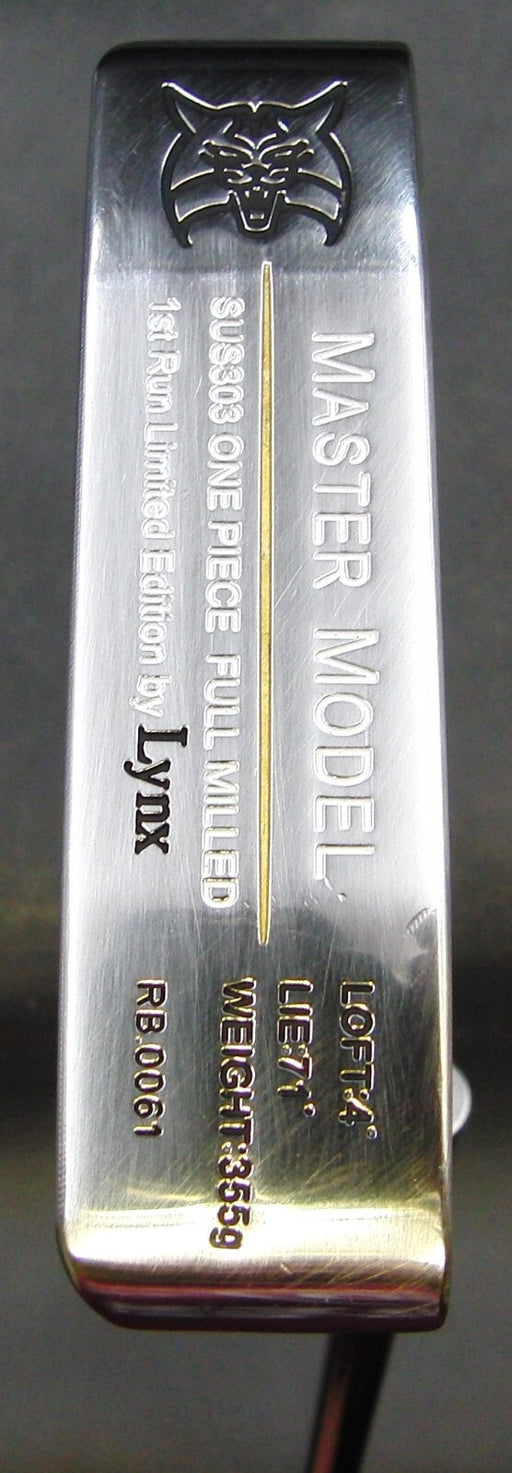 MASTER MODEL
SUS303 ONE PIECE FULL MILLED
1st Run Limited Edition by Lynx
LOFT:4°
LIE:71°
WEIGHT:355g
RB.0061